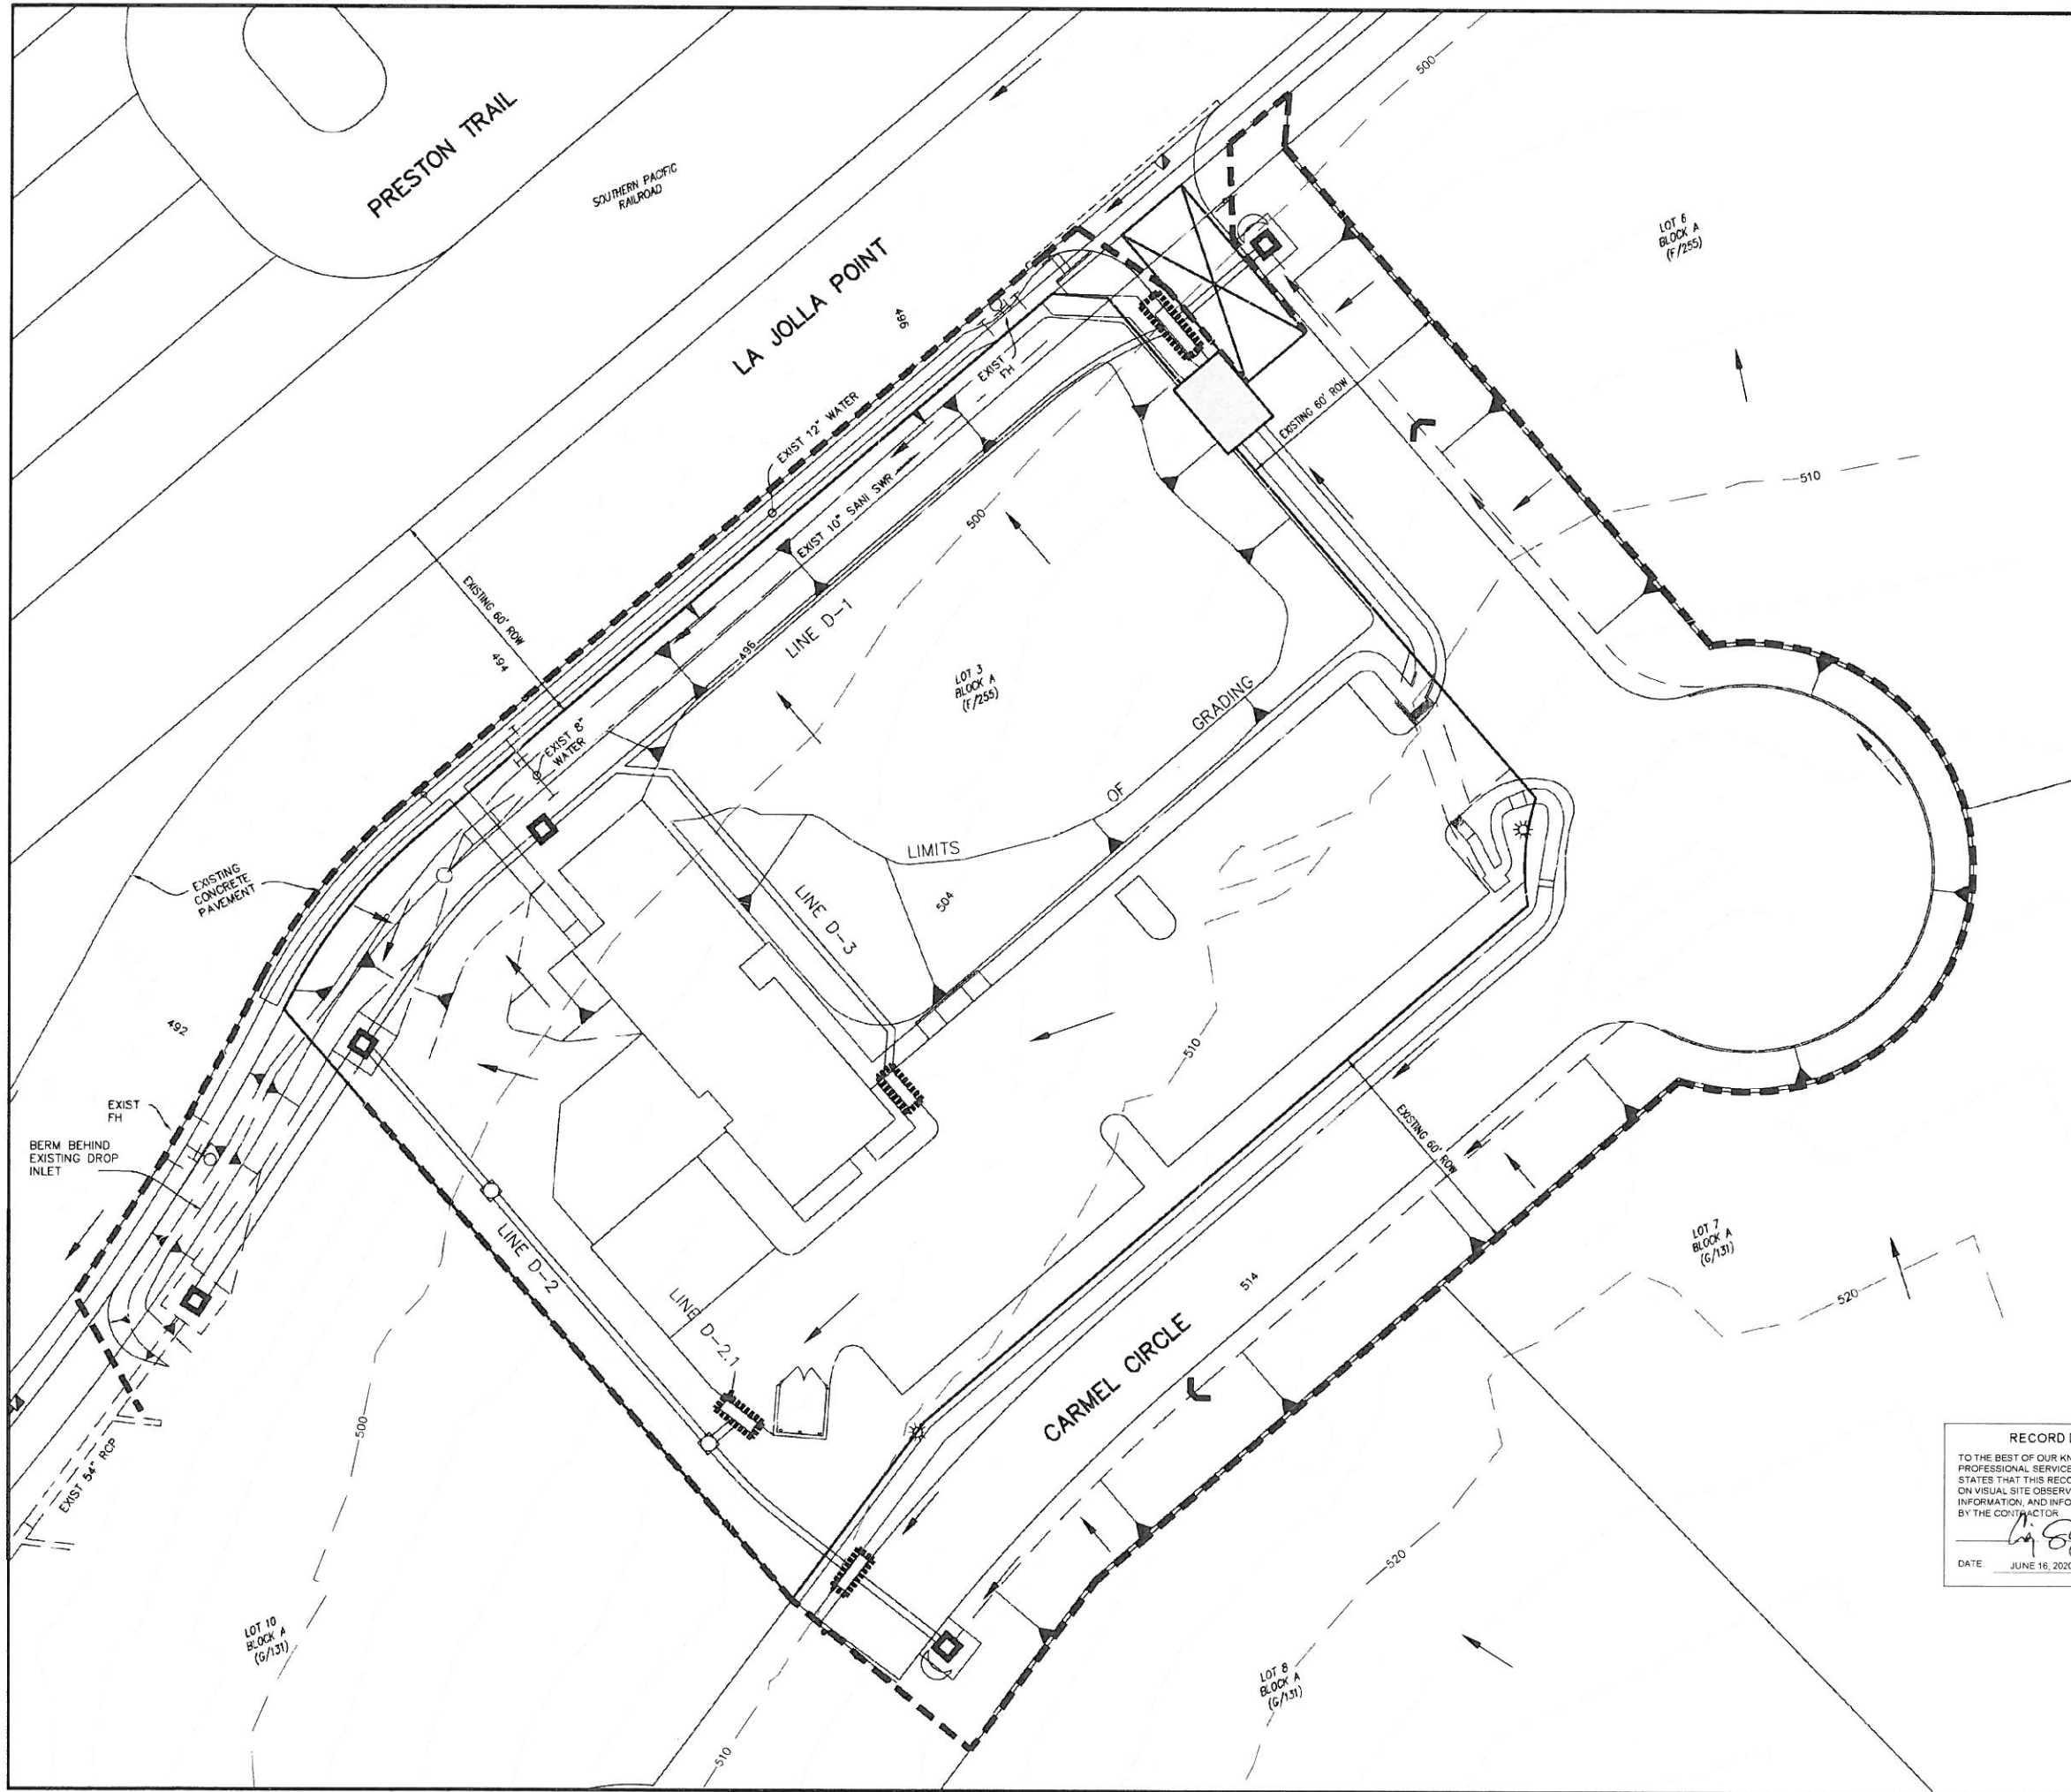 PRESTON TRAIL
SOUTHERN PACIFIC
RAILROAD
500
LA JOLLA POINT
496
LOT 6
BLOCK A
(F/255)
EXIST
FH
EXIST 12" WATER
EXISTING 60' ROW
510
EXIST 10" SANI SWR
500
EXISTING 60' ROW
494
LINE D-1
496
LOT 3
BLOCK A
(F/255)
EXIST 8"
WATER
LIMITS
OF
GRADING
EXISTING
CONCRETE
PAVEMENT
LINE D-3
504
492
510
EXIST
FH
BERM BEHIND
EXISTING DROP
INLET
EXISTING 60' ROW
LINE D-2
LINE D-2.1
514
CARMEL CIRCLE
LOT 7
BLOCK A
(G/131)
520
500
EXIST 54" RCP
520
LOT 10
BLOCK A
(G/131)
LOT 8
BLOCK A
(G/131)
510
RECORD
TO THE BEST OF OUR
PROFESSIONAL SERVICE
STATES THAT THIS
ON VISUAL SITE
INFORMATION, AND
BY THE CONTRACTOR
DATE: JUNE 16, 2020